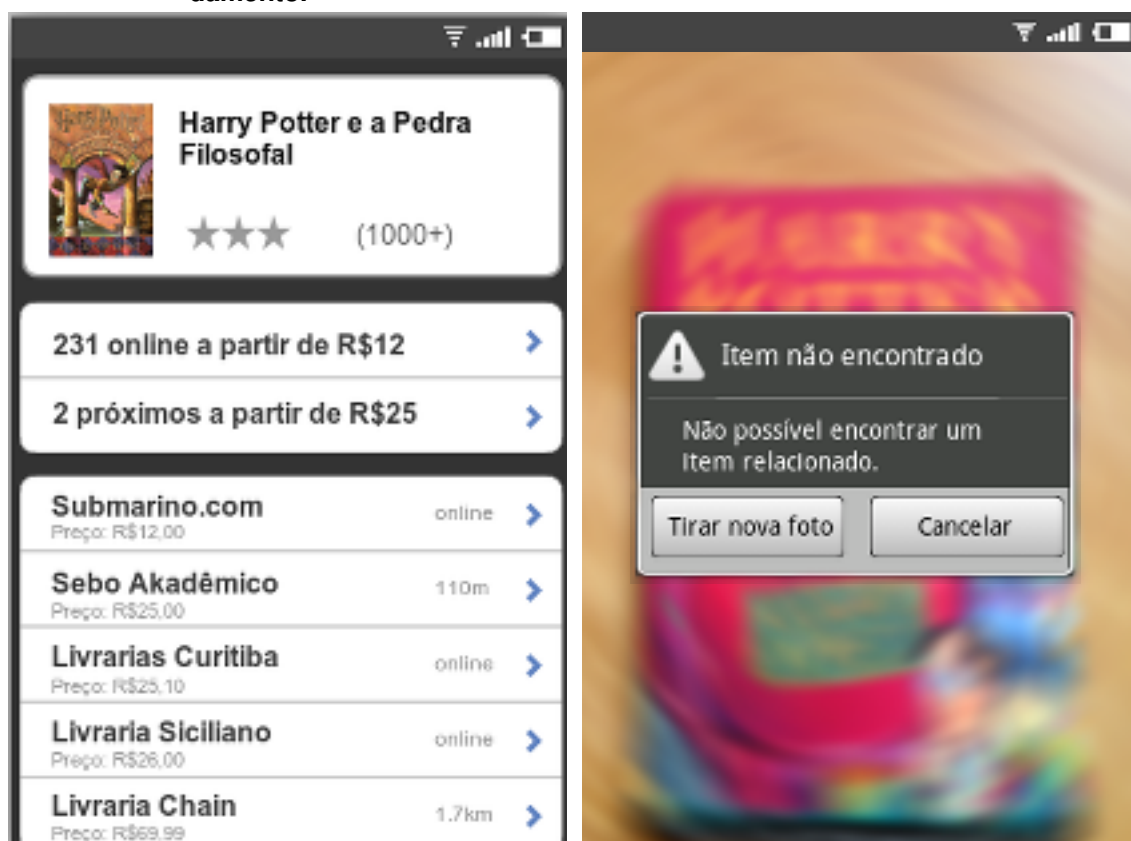 damente.
Harry Potter e a Pedra
Filosofal
(1000+)
231 online a partir de R$12
2 próximos a partir de R$25
Submarino.com
online
Preço: R$12,00
Sebo Akadêmico
110m
Preço: R$25,00
Livrarias Curitiba
online
Preço: R$25,10
Livraria Siciliano
online
Preço: R$26,00
Livraria Chain
1.7km
Preço: R$69,99
Item não encontrado
Não possível encontrar um
item relacionado.
Tirar nova foto
Cancelar